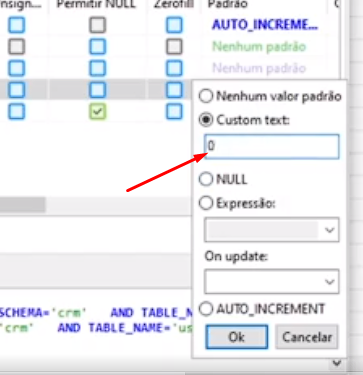 nsign... Permitir NULL Zerofill Padrão
AUTO_INCREME...
Nenhum padrão
Nenhum padrão
Nenhum valor padrão
Custom text:
0
NULL
Expressão:
On update:
AUTO_INCREMENT
Ok Cancelar
SCHEMA='crm' AND TABLE_N
'crm' AND TABLE_NAME='us